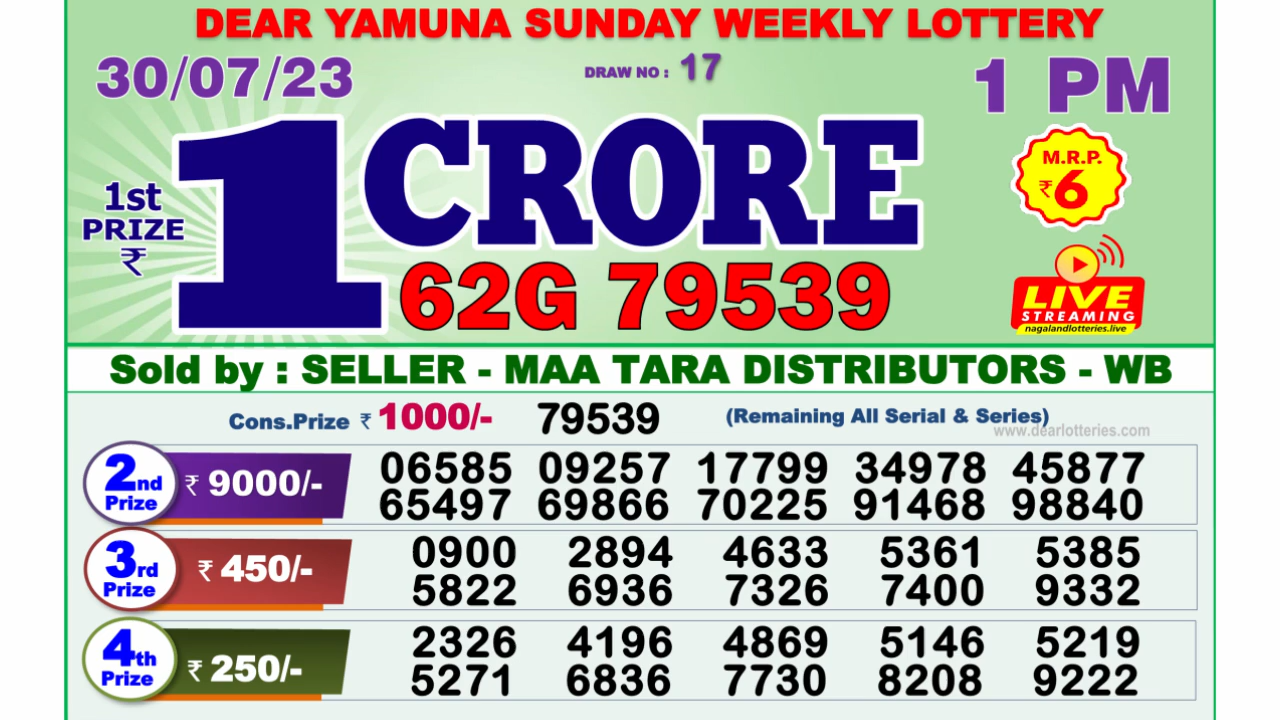 DEAR YAMUNA SUNDAY WEEKLY LOTTERY
30/07/23 DRAW NO : 17 1 PM
1st PRIZE ₹ 1 CRORE
M.R.P. ₹6
62G 79539
LIVE
STREAMING
nagalandlotteries.live
Sold by : SELLER - MAA TARA DISTRIBUTORS - WB
Cons.Prize ₹ 1000/- 79539 (Remaining All Serial & Series)
www.dearlotteries.com
2nd Prize ₹ 9000/-
06585 09257 17799 34978 45877
65497 69866 70225 91468 98840
3rd Prize ₹ 450/-
0900 2894 4633 5361 5385
5822 6936 7326 7400 9332
4th Prize ₹ 250/-
2326 4196 4869 5146 5219
5271 6836 7730 8208 9222